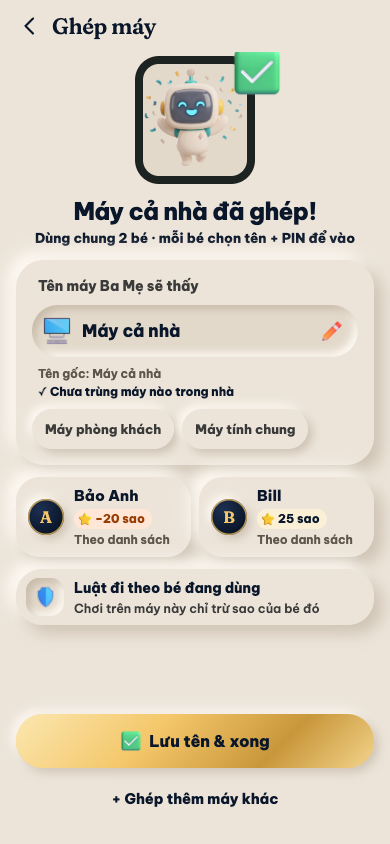 Ghép máy
Máy cả nhà đã ghép!
Dùng chung 2 bé · mỗi bé chọn tên + PIN để vào
Tên máy Ba Mẹ sẽ thấy
Máy cả nhà
Tên gốc: Máy cả nhà
✓ Chưa trùng máy nào trong nhà
Máy phòng khách
Máy tính chung
A
Bảo Anh
-20 sao
Theo danh sách
B
Bill
25 sao
Theo danh sách
Luật đi theo bé đang dùng
Chơi trên máy này chỉ trừ sao của bé đó
Lưu tên & xong
+ Ghép thêm máy khác